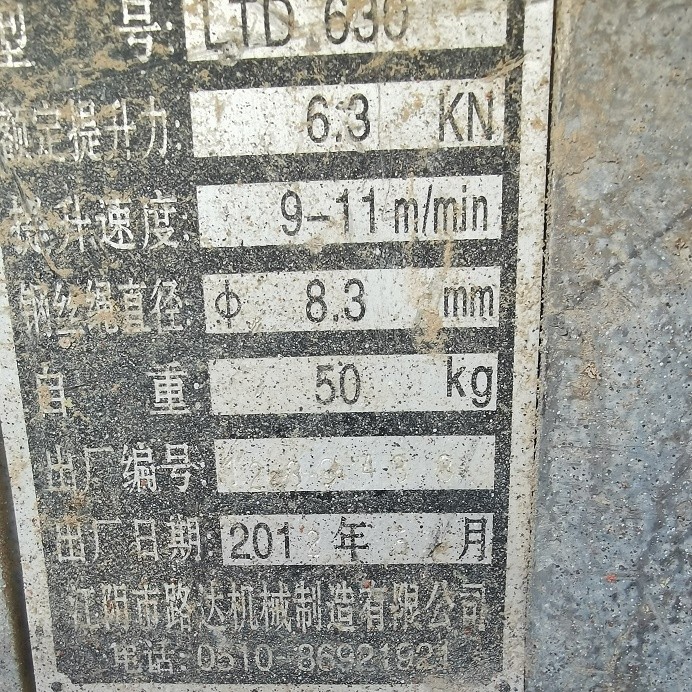 型 号 LTD 630
额定提升力: 6.3 KN
提升速度: 9-11 m/min
钢丝绳直径: ф 8.3 mm
自 重: 50 kg
出厂编号:
出厂日期: 201 年 月
江阴市路达机械制造有限公司
电话: 0510-86921921